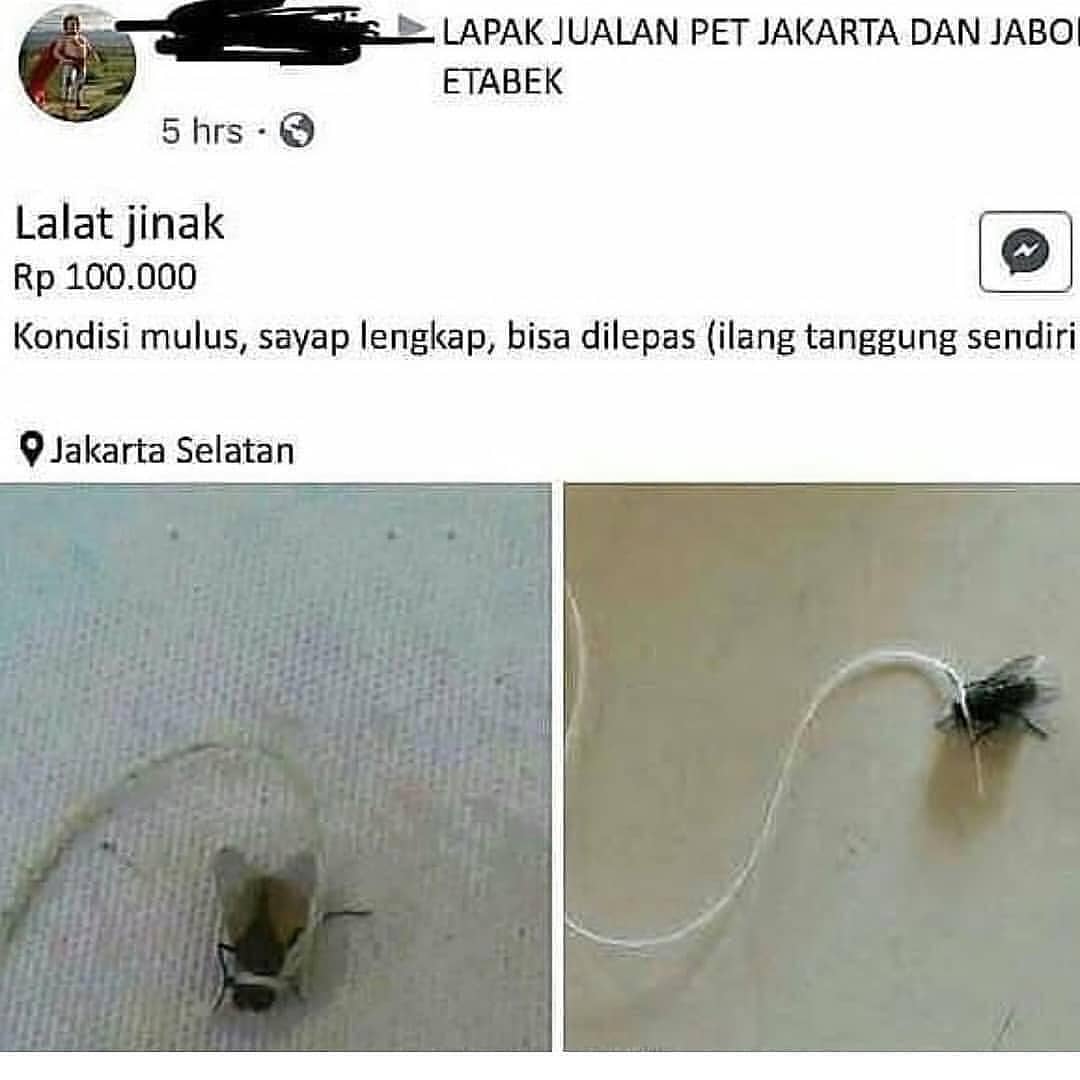 LAPAK JUALAN PET JAKARTA DAN JABO
ETABEK
5 hrs ·
Lalat jinak
Rp 100.000
Kondisi mulus, sayap lengkap, bisa dilepas (ilang tanggung sendiri
Jakarta Selatan